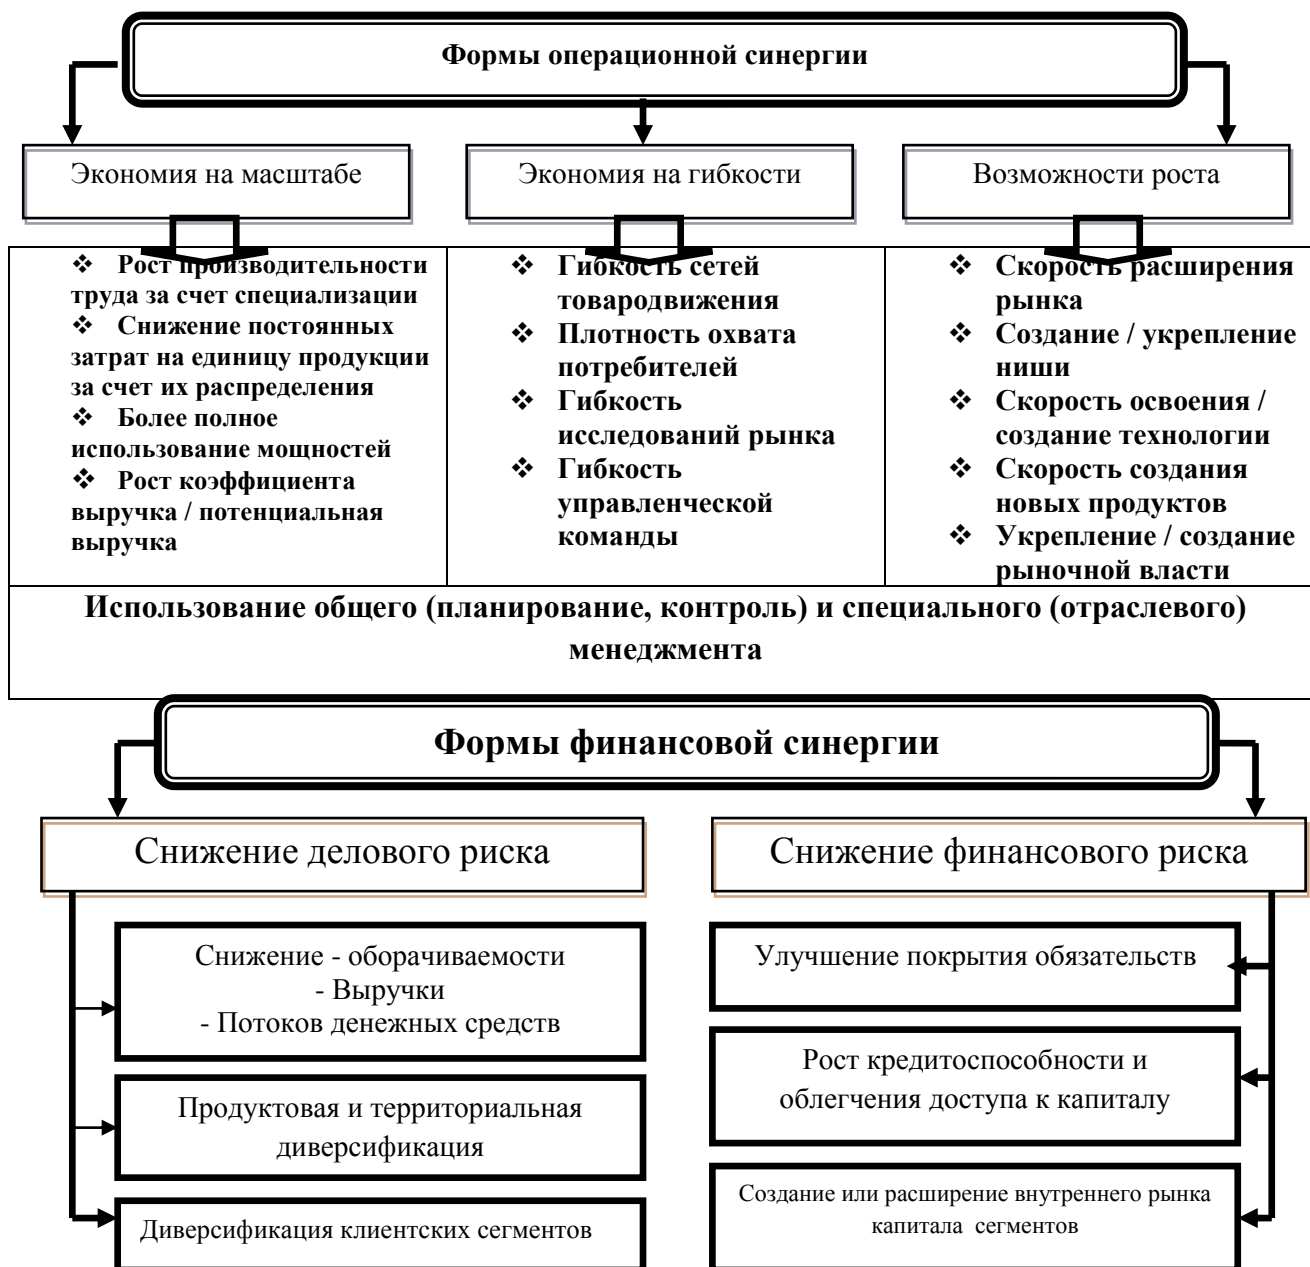 Формы операционной синергии
Экономия на масштабе
Экономия на гибкости
Возможности роста
❖ Рост производительности
труда за счет специализации
❖ Снижение постоянных
затрат на единицу продукции
за счет их распределения
❖ Более полное
использование мощностей
❖ Рост коэффициента
выручка / потенциальная
выручка
❖ Гибкость сетей
товародвижения
❖ Плотность охвата
потребителей
❖ Гибкость
исследований рынка
❖ Гибкость
управленческой
команды
❖ Скорость расширения
рынка
❖ Создание / укрепление
ниши
❖ Скорость освоения /
создание технологии
❖ Скорость создания
новых продуктов
❖ Укрепление / создание
рыночной власти
Использование общего (планирование, контроль) и специального (отраслевого)
менеджмента
Формы финансовой синергии
Снижение делового риска
Снижение - оборачиваемости
- Выручки
- Потоков денежных средств
Продуктовая и территориальная
диверсификация
Диверсификация клиентских сегментов
Снижение финансового риска
Улучшение покрытия обязательств
Рост кредитоспособности и
облегчения доступа к капиталу
Создание или расширение внутреннего рынка
капитала сегментов